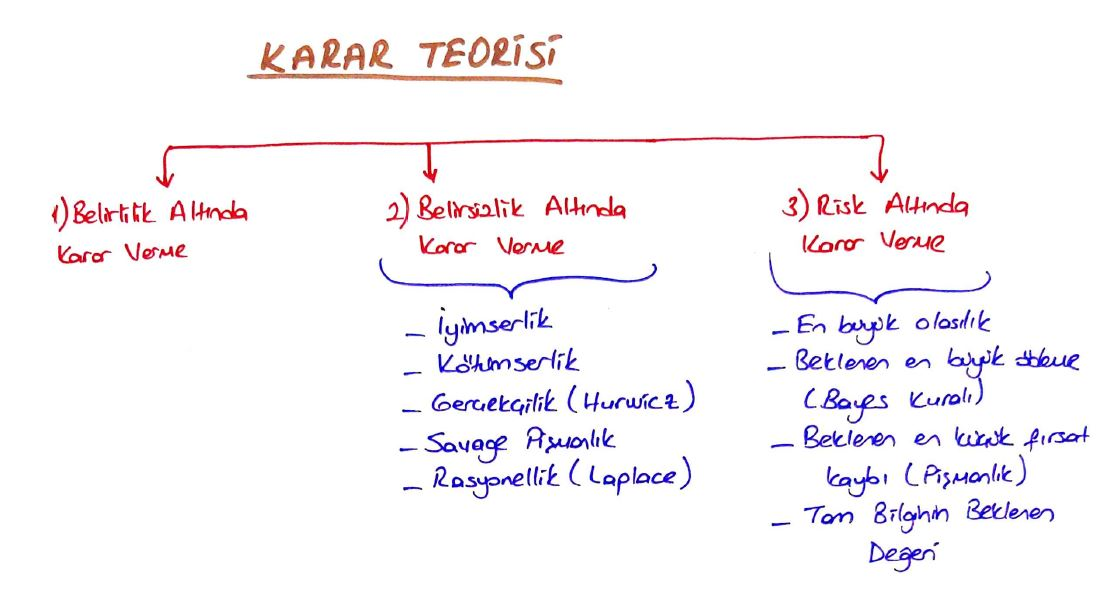 KARAR TEORİSİ
1) Belirlilik Altında
Karar Verme
2) Belirsizlik Altında
Karar Verme
- İyimserlik
- Kötümserlik
- Gerçekçilik (Hurwicz)
- Savage Pişmanlık
- Rasyonellik (Laplace)
3) Risk Altında
Karar Verme
- En büyük olasılık
- Beklenen en büyük ödeme
(Bayes Kuralı)
- Beklenen en küçük fırsat
kaybı (Pişmanlık)
- Tam Bilginin Beklenen
Değeri